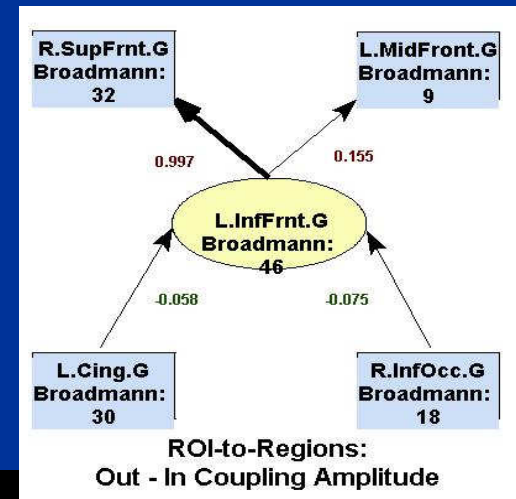 R.SupFrnt.G
Broadmann:
32
L.MidFront.G
Broadmann:
9
0.997
0.155
L.InfFrnt.G
Broadmann:
46
-0.058
-0.075
L.Cing.G
Broadmann:
30
R.InfOcc.G
Broadmann:
18
ROI-to-Regions:
Out - In Coupling Amplitude